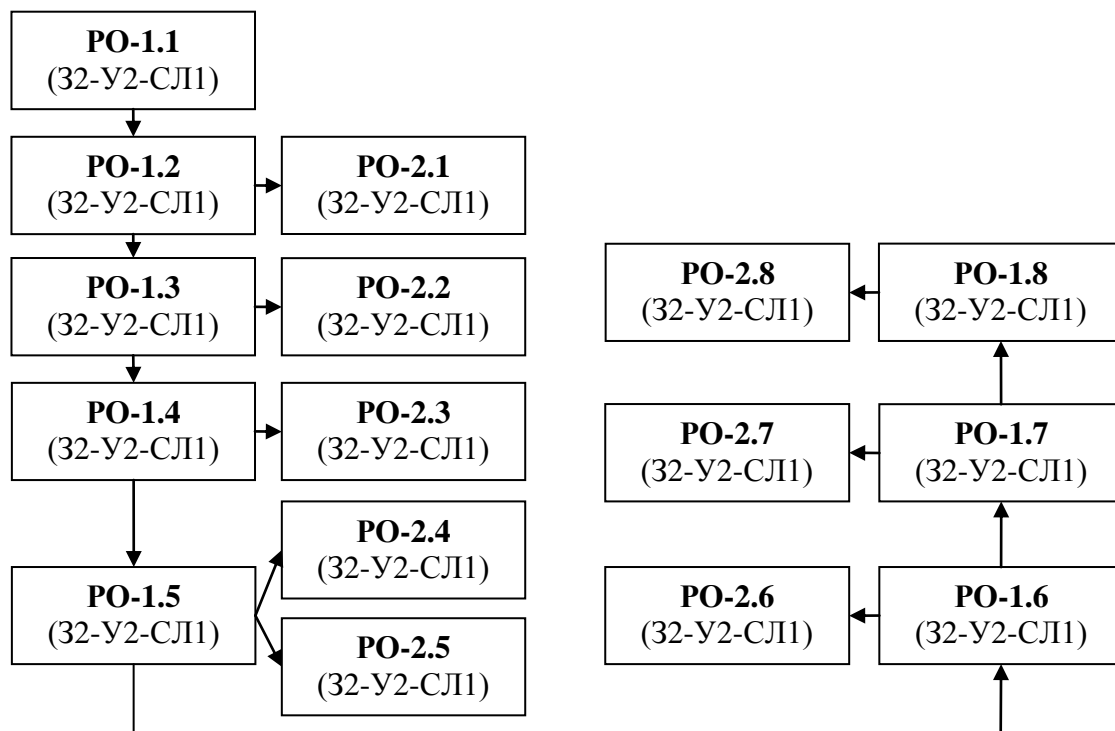 РО-1.1
(З2-У2-СЛ1)
РО-1.2
(З2-У2-СЛ1)
РО-2.1
(З2-У2-СЛ1)
РО-1.3
(З2-У2-СЛ1)
РО-2.2
(З2-У2-СЛ1)
РО-2.8
(З2-У2-СЛ1)
РО-1.8
(З2-У2-СЛ1)
РО-1.4
(З2-У2-СЛ1)
РО-2.3
(З2-У2-СЛ1)
РО-2.7
(З2-У2-СЛ1)
РО-1.7
(З2-У2-СЛ1)
РО-2.4
(З2-У2-СЛ1)
РО-1.5
(З2-У2-СЛ1)
РО-2.5
(З2-У2-СЛ1)
РО-2.6
(З2-У2-СЛ1)
РО-1.6
(З2-У2-СЛ1)